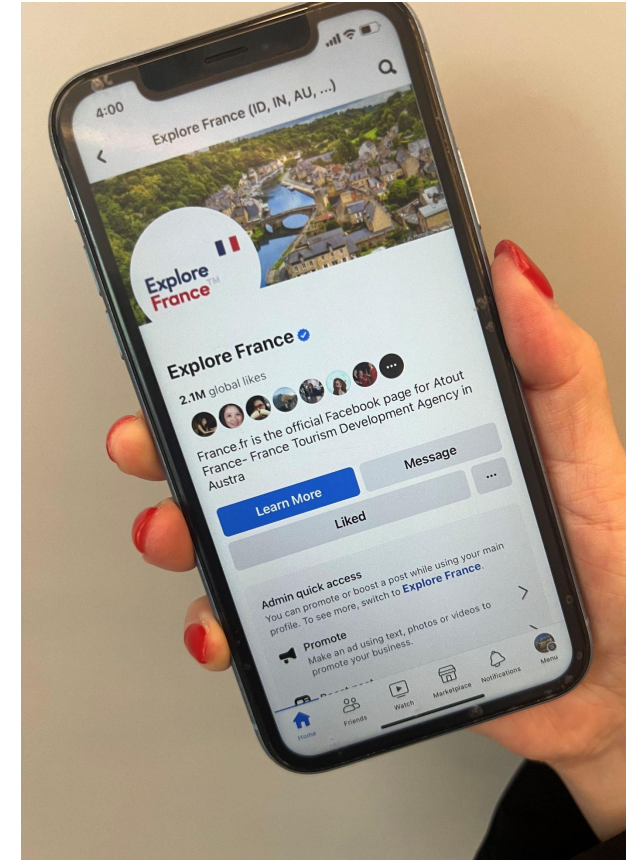 4:00
Explore France (ID, IN, AU, ...)
Explore
France™
Explore France
2.1M global likes
France.fr is the official Facebook page for Atout
France- France Tourism Development Agency in
Austra
Learn More
Message
Liked
Admin quick access
You can promote or boost a post while using your main
profile. To see more, switch to Explore France.
Promote
Make an ad using text, photos or videos to
promote your business.
Home
Friends
Watch
Marketplace
Notifications
Menu